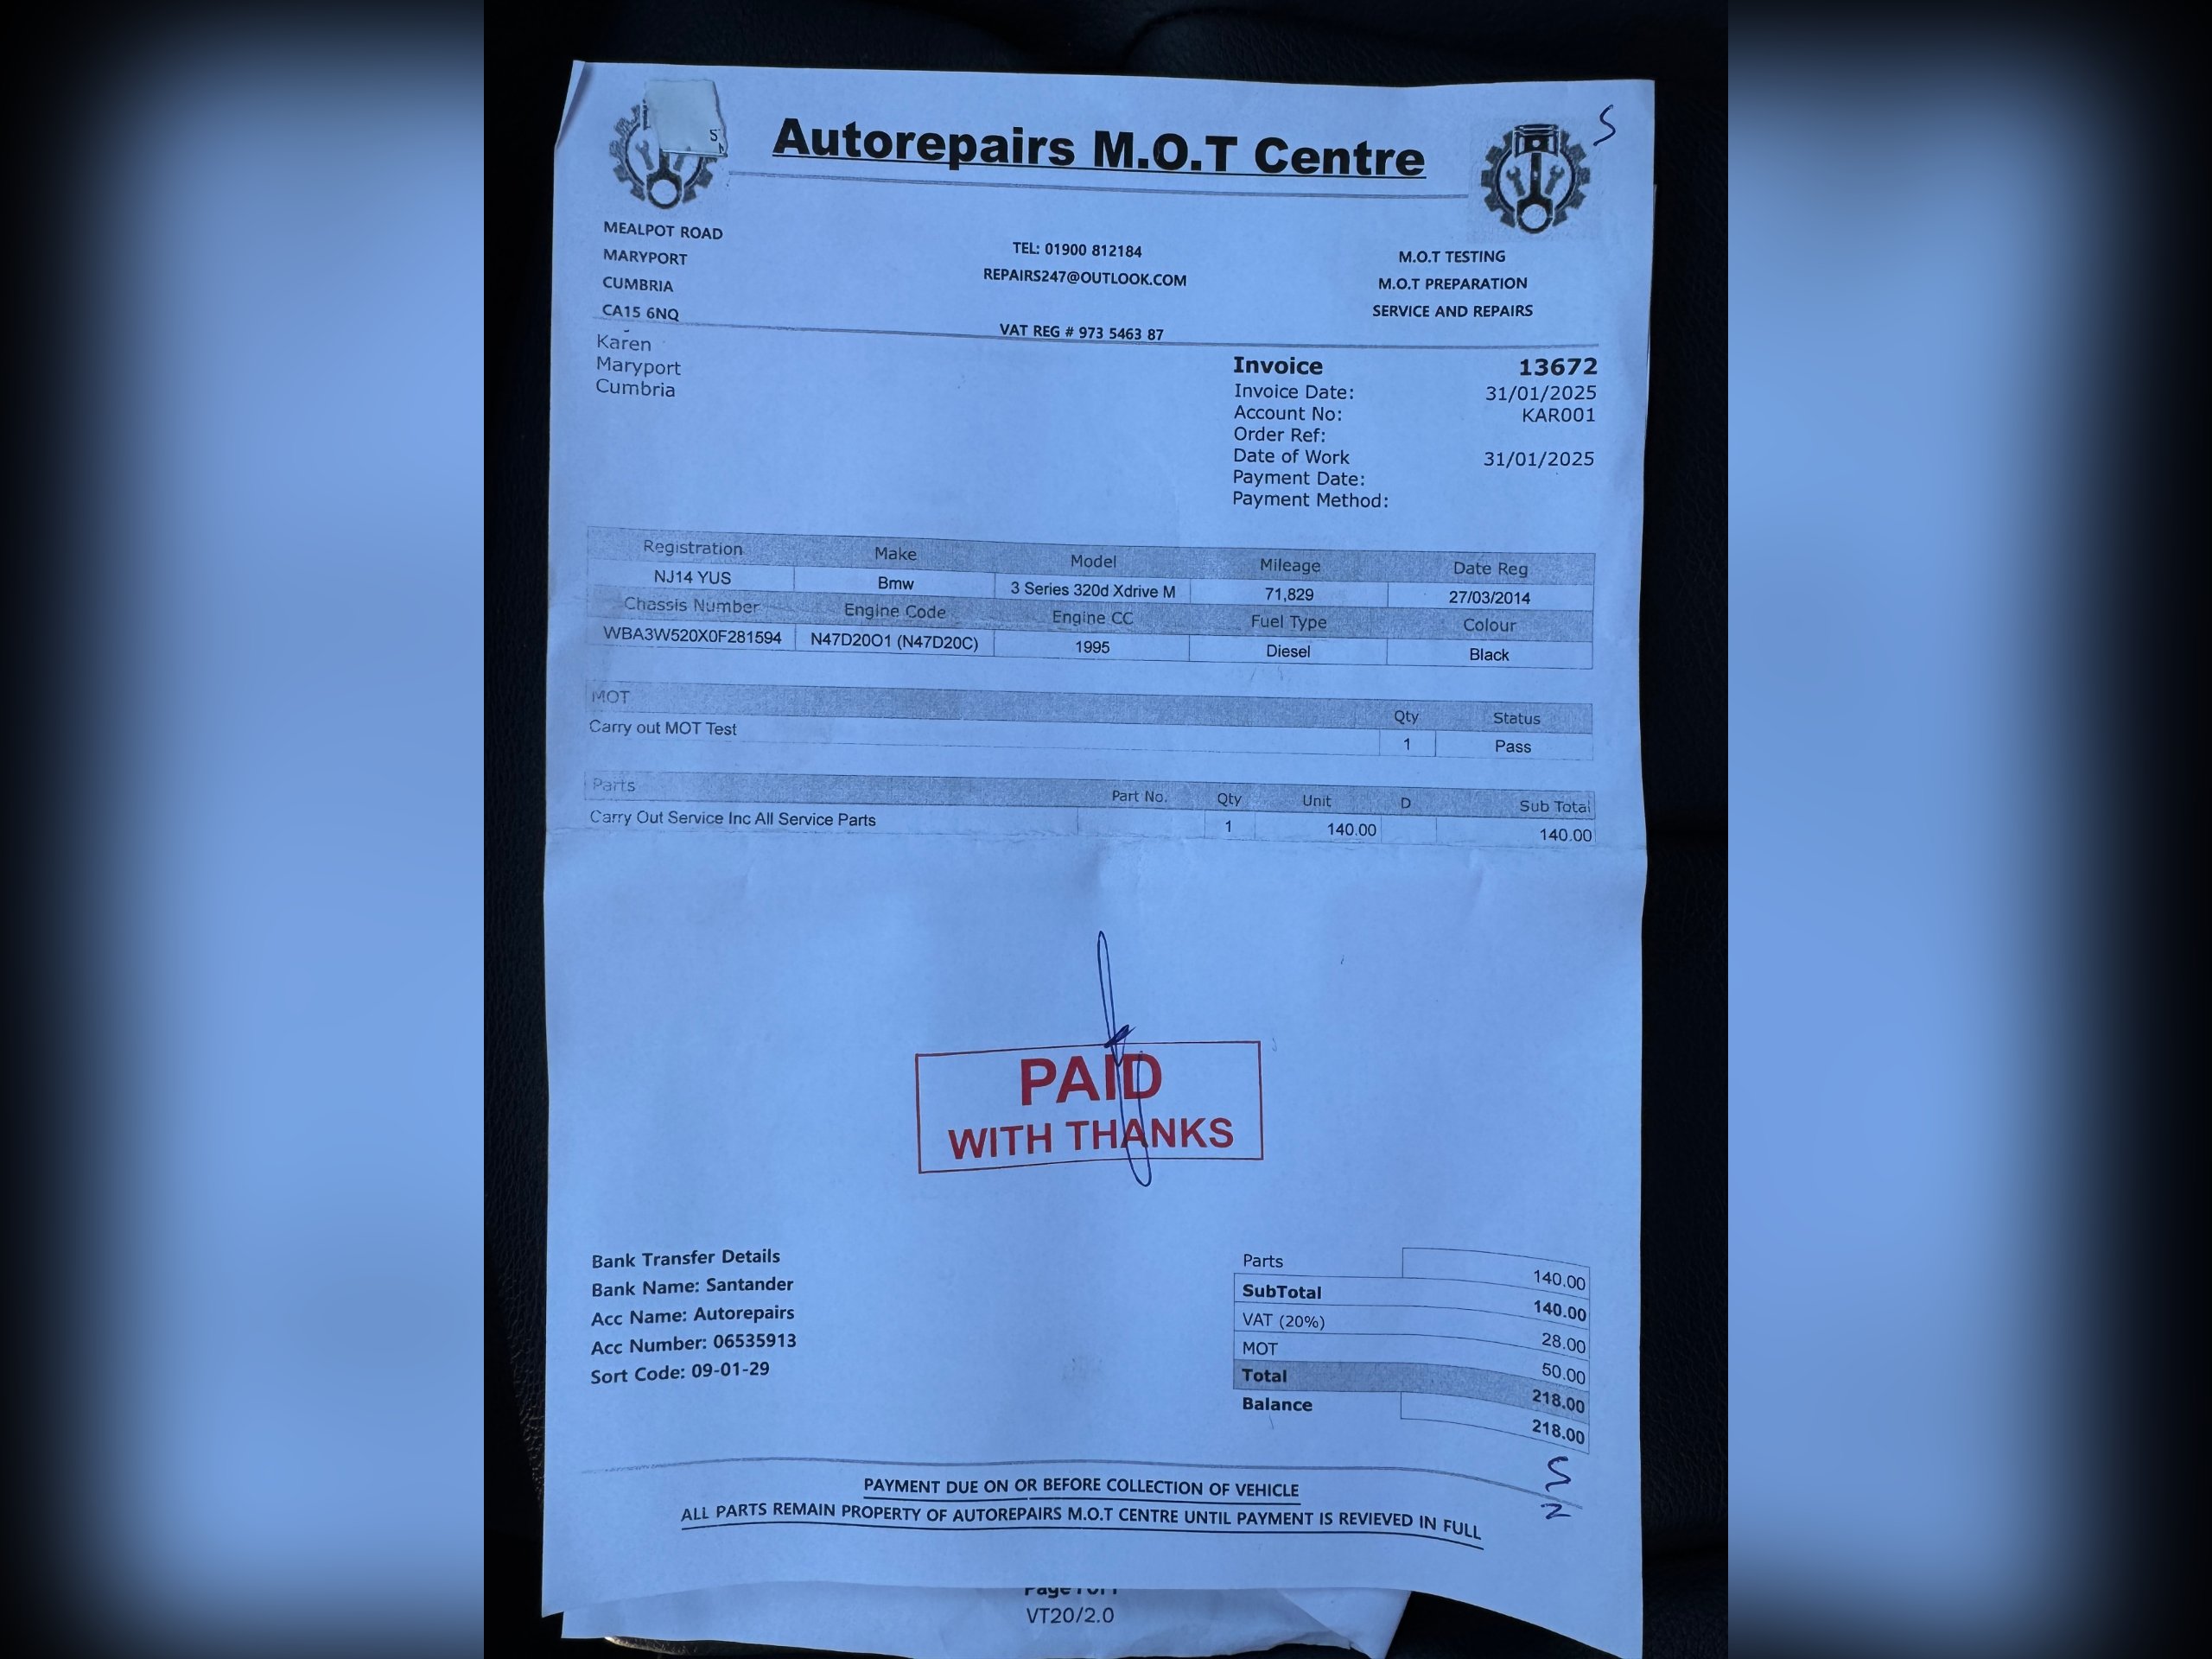 Autorepairs M.O.T Centre
S
MEALPOT ROAD
MARYPORT
CUMBRIA
CA15 6NQ
TEL: 01900 812184
REPAIRS247@OUTLOOK.COM
VAT REG # 973 5463 87
M.O.T TESTING
M.O.T PREPARATION
SERVICE AND REPAIRS
Karen
Maryport
Cumbria
Invoice 13672
Invoice Date: 31/01/2025
Account No: KAR001
Order Ref:
Date of Work 31/01/2025
Payment Date:
Payment Method:
Registration Make Model Mileage Date Reg
NJ14 YUS Bmw 3 Series 320d Xdrive M 71,829 27/03/2014
Chassis Number Engine Code Engine CC Fuel Type Colour
WBA3W520X0F281594 N47D20O1 (N47D20C) 1995 Diesel Black
MOT Qty Status
Carry out MOT Test 1 Pass
Parts Part No. Qty Unit D Sub Total
Carry Out Service Inc All Service Parts 1 140.00 140.00
PAID
WITH THANKS
Bank Transfer Details
Bank Name: Santander
Acc Name: Autorepairs
Acc Number: 06535913
Sort Code: 09-01-29
Parts 140.00
SubTotal 140.00
VAT (20%) 28.00
MOT 50.00
Total 218.00
Balance 218.00
PAYMENT DUE ON OR BEFORE COLLECTION OF VEHICLE
ALL PARTS REMAIN PROPERTY OF AUTOREPAIRS M.O.T CENTRE UNTIL PAYMENT IS REVIEVED IN FULL
Page 1 of 1
VT20/2.0